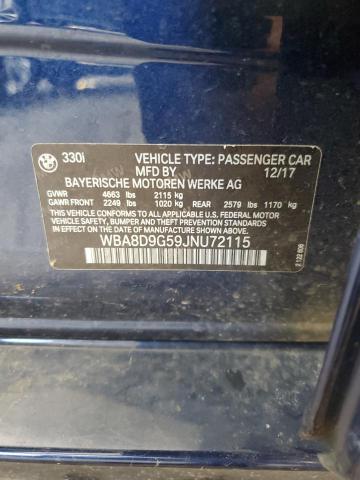 330i VEHICLE TYPE: PASSENGER CAR
MFD BY 12/17
BAYERISCHE MOTOREN WERKE AG
GVWR 4663 lbs 2115 kg
GAWR FRONT 2249 lbs 1020 kg REAR 2579 lbs 1170 kg
THIS VEHICLE CONFORMS TO ALL APPLICABLE FEDERAL MOTOR
VEHICLE SAFETY, BUMPER AND THEFT PREVENTION STANDARDS
IN EFFECT ON THE DATE OF MANUFACTURE SHOWN ABOVE
WBA8D9G59JNU72115